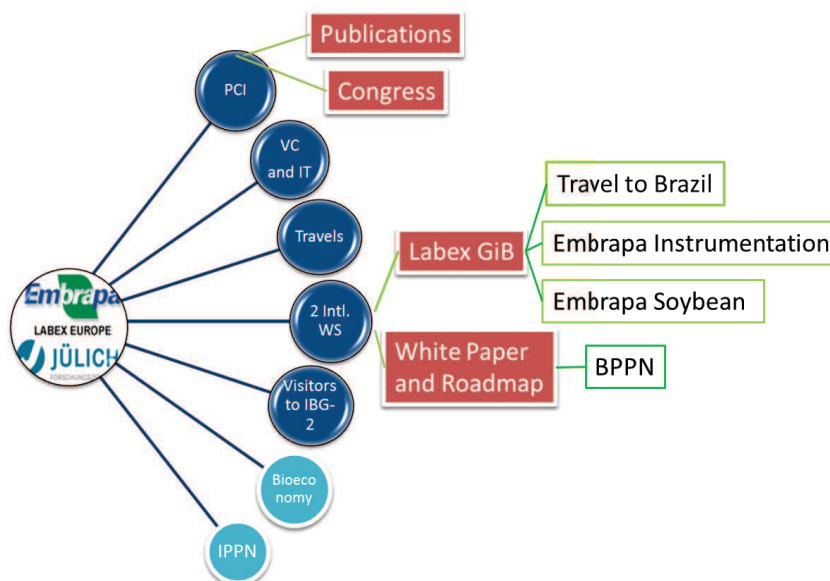 Publications
PCI
Congress
VC
and IT
Travel to Brazil
Travels
Labex GiB
Embrapa Instrumentation
Embrapa
LABEX EUROPE
JÜLICH
2 Intl.
WS
Embrapa Soybean
White Paper
and Roadmap
BPPN
Visitors
to IBG-
2
Bioeco
nomy
IPPN